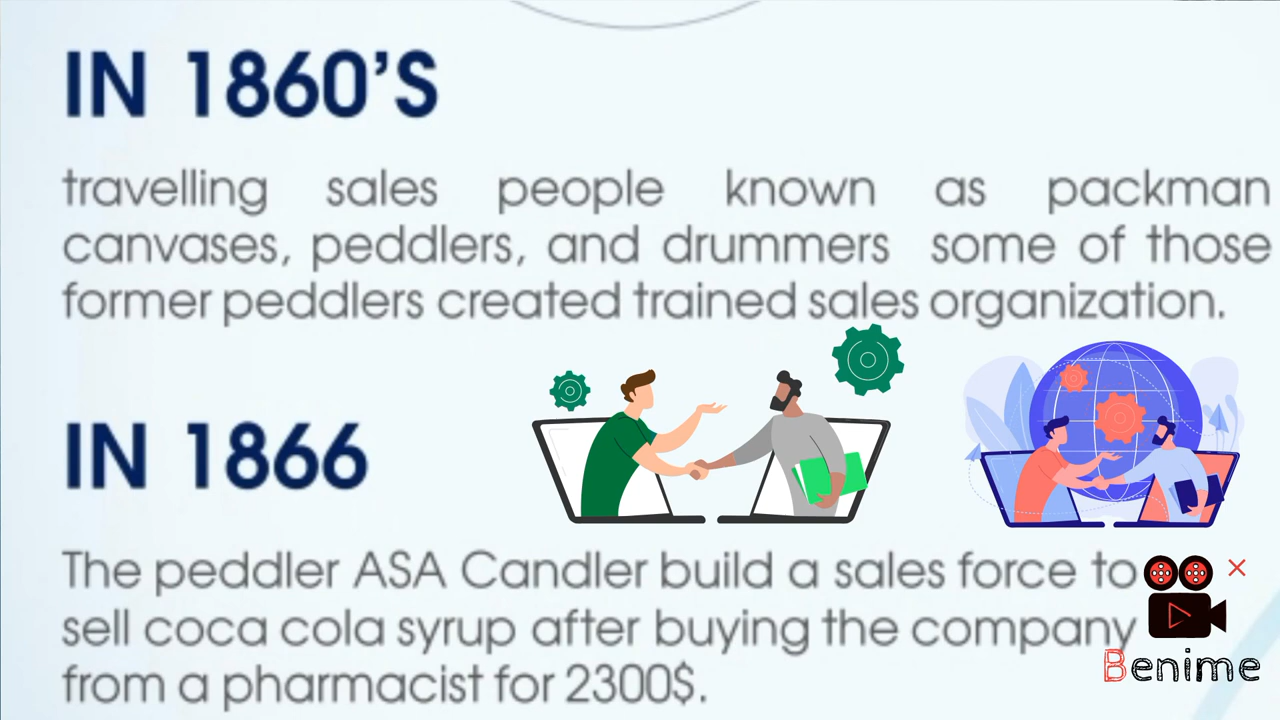 IN 1860’S
travelling sales people known as packman
canvases, peddlers, and drummers some of those
former peddlers created trained sales organization.
IN 1866
The peddler ASA Candler build a sales force to
sell coca cola syrup after buying the company
from a pharmacist for 2300$.
Benime